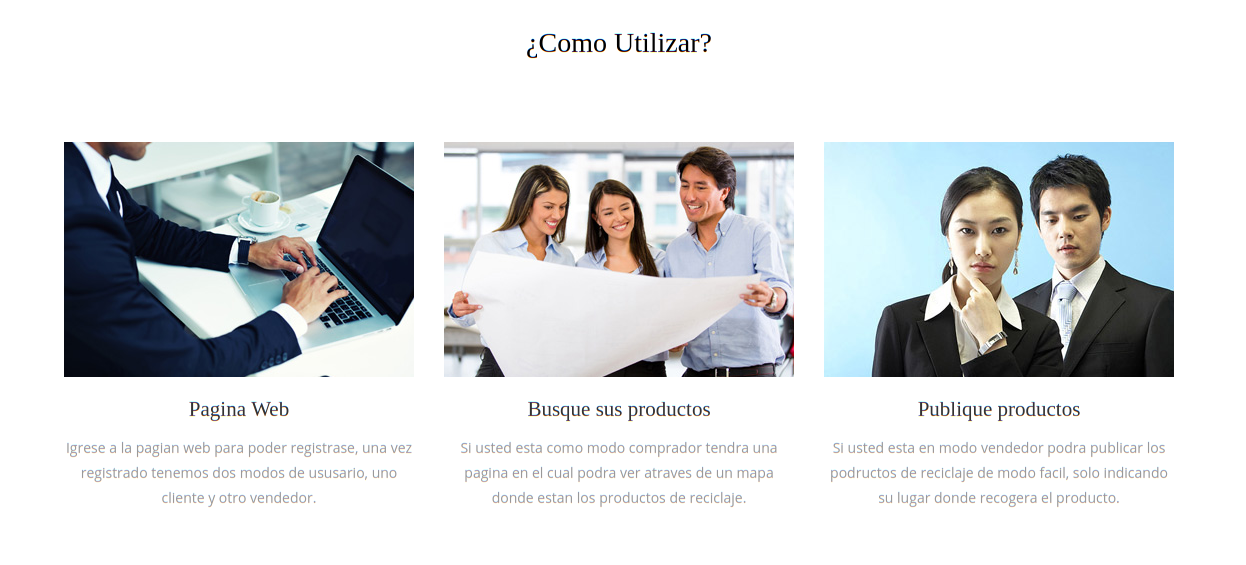 ¿Como Utilizar?
Pagina Web
Igrese a la pagian web para poder registrase, una vez
registrado tenemos dos modos de ususario, uno
cliente y otro vendedor.
Busque sus productos
Si usted esta como modo comprador tendra una
pagina en el cual podra ver atraves de un mapa
donde estan los productos de reciclaje.
Publique productos
Si usted esta en modo vendedor podra publicar los
podructos de reciclaje de modo facil, solo indicando
su lugar donde recogera el producto.